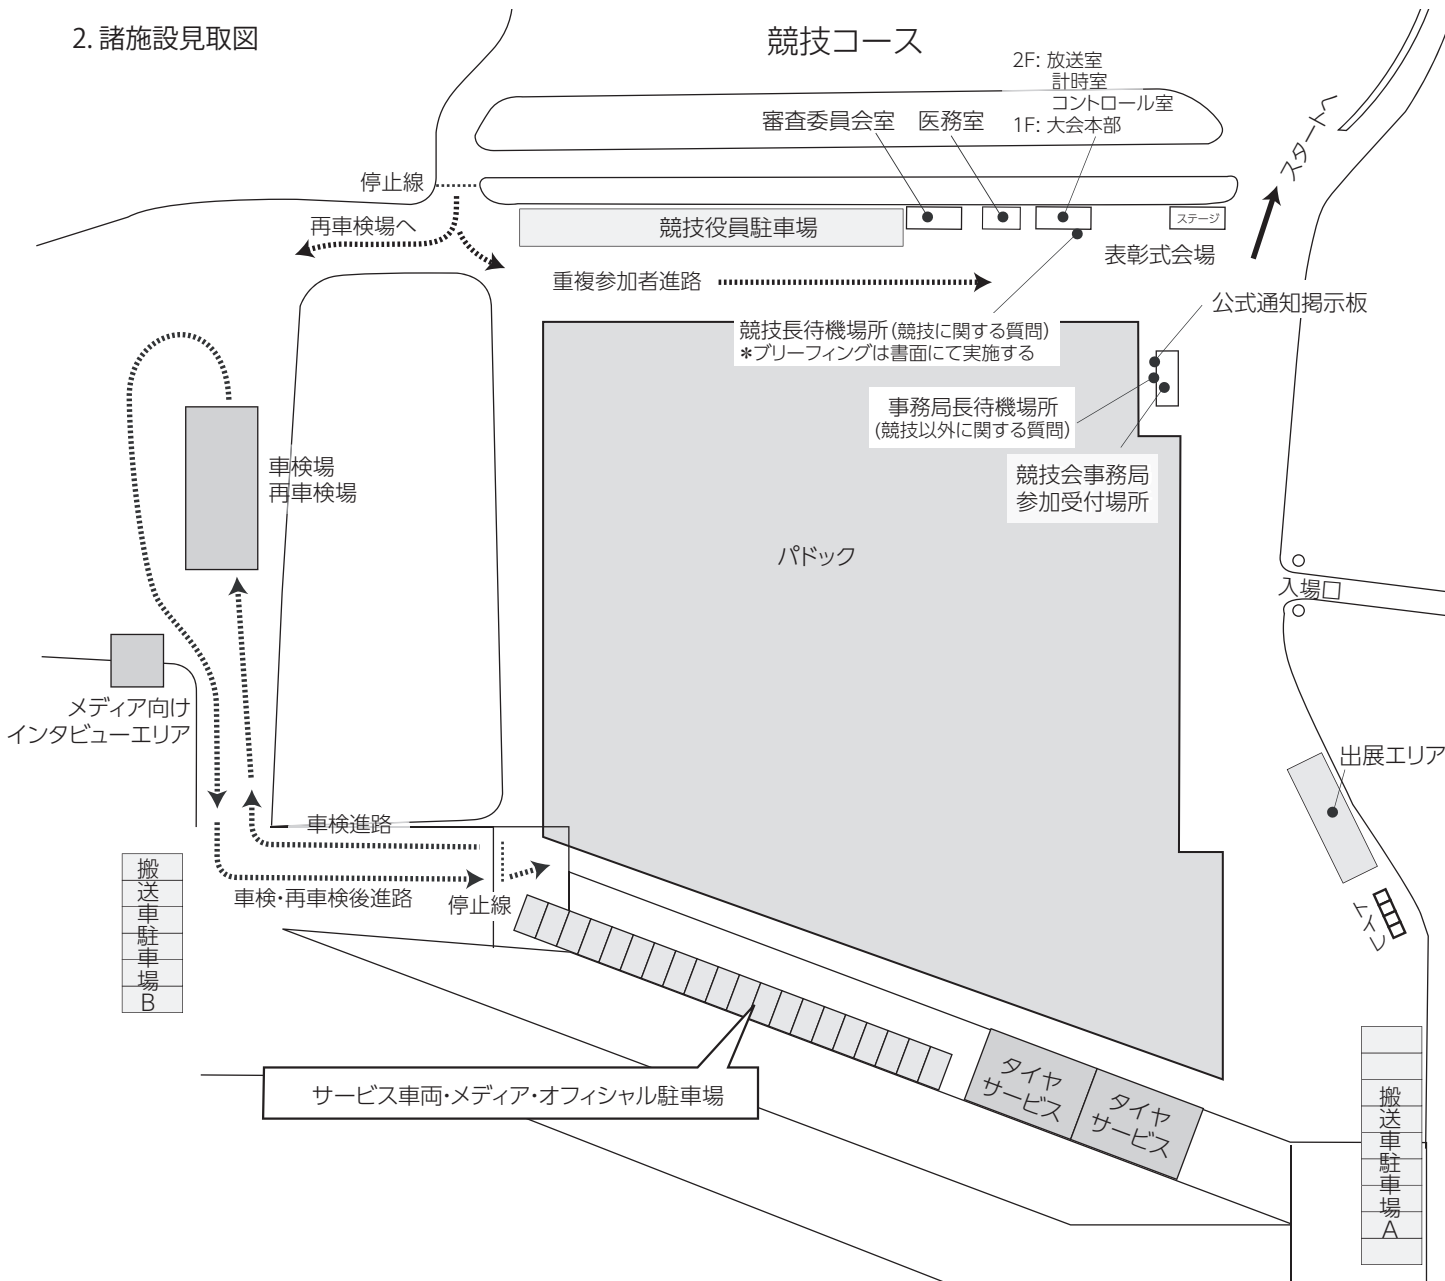 2. 諸施設見取図
競技コース
2F: 放送室
計時室
コントロール室
1F: 大会本部
審査委員会室
医務室
スタートへ
停止線
再車検場へ
競技役員駐車場
ステージ
表彰式会場
重複参加者進路
公式通知掲示板
競技長待機場所(競技に関する質問)
*ブリーフィングは書面にて実施する
事務局長待機場所
(競技以外に関する質問)
車検場
再車検場
競技会事務局
参加受付場所
パドック
入場口
メディア向け
インタビューエリア
出展エリア
車検進路
車検・再車検後進路
停止線
トイレ
搬送車駐車場B
サービス車両・メディア・オフィシャル駐車場
タイヤ
サービス
タイヤ
サービス
搬送車駐車場A